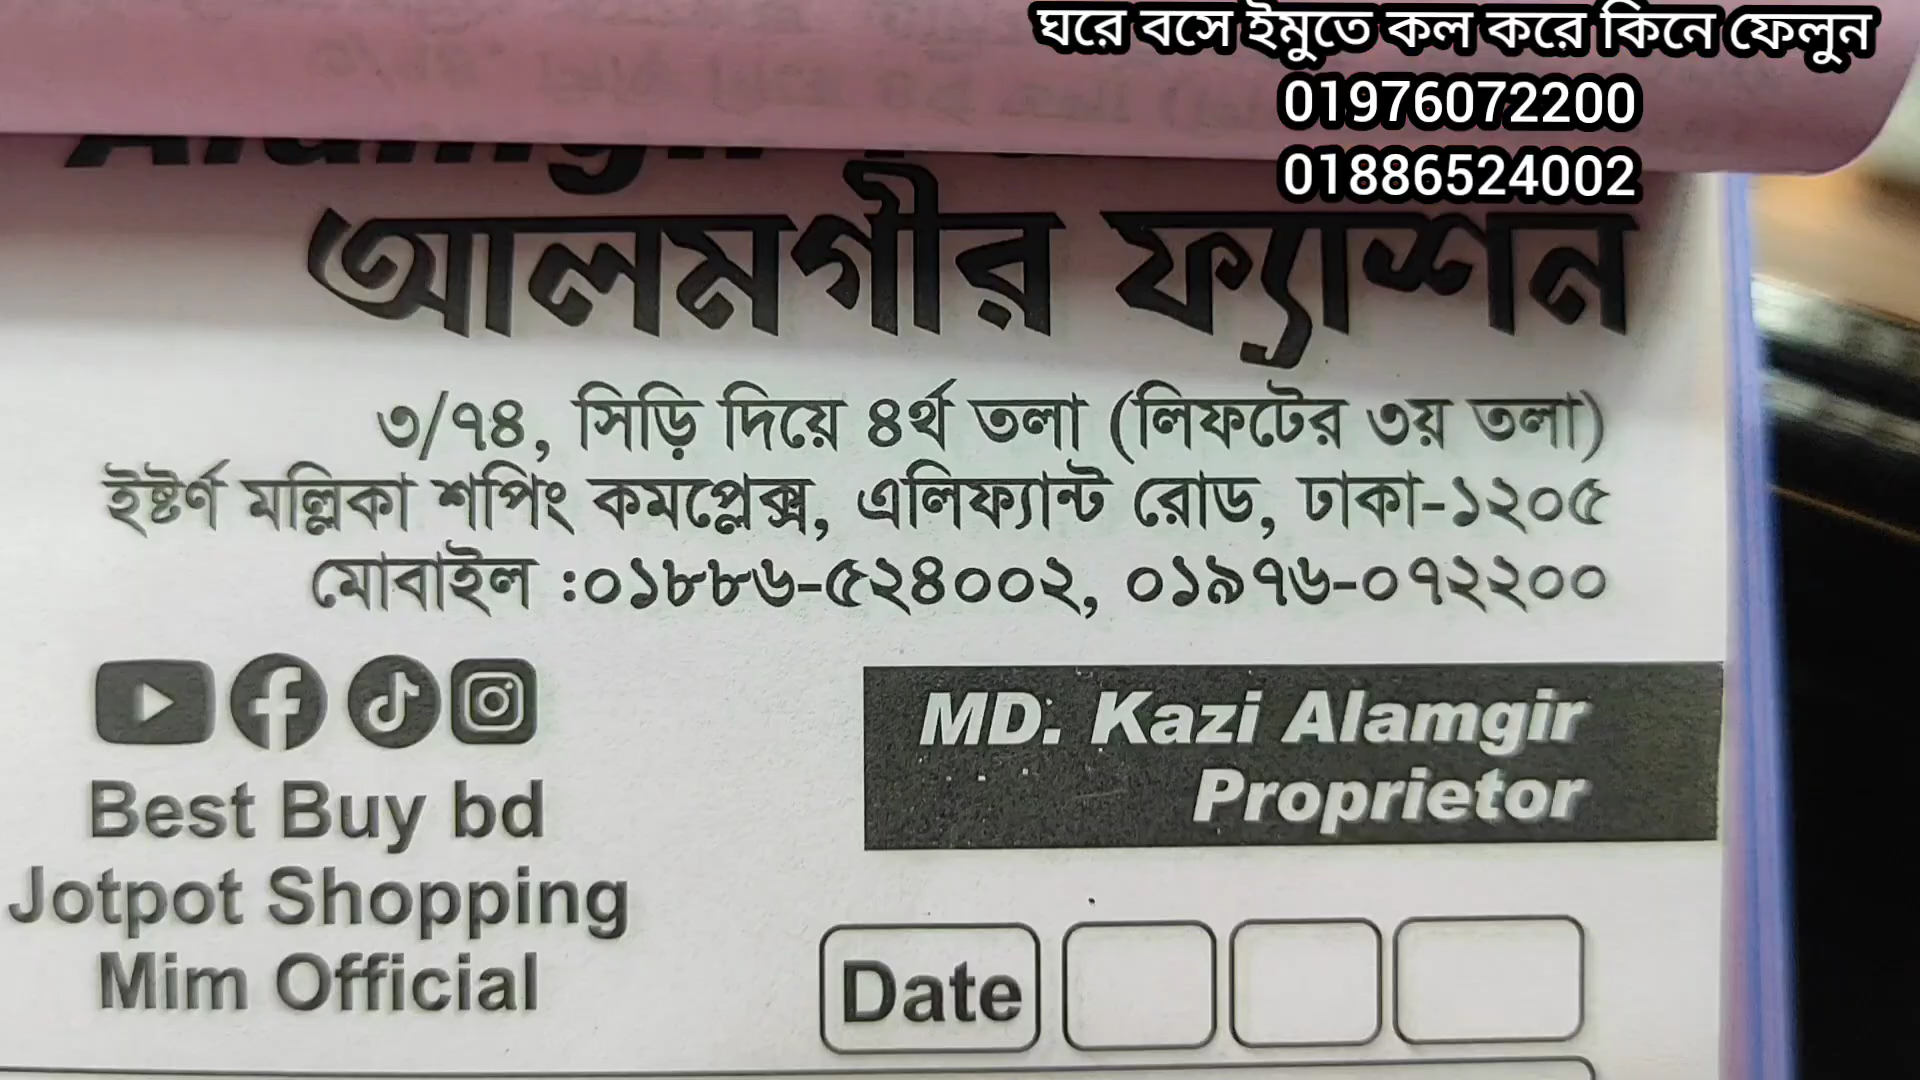 ঘরে বসে ইমুতে কল করে কিনে ফেলুন
01976072200
01886524002
Alamgir
আলমগীর ফ্যাশন
৩/৭৪, সিড়ি দিয়ে ৪র্থ তলা (লিফটের ৩য় তলা)
ইষ্টর্ণ মল্লিকা শপিং কমপ্লেক্স, এলিফ্যান্ট রোড, ঢাকা-১২০৫
মোবাইল :০১৮৮৬-৫২৪০০২, ০১৯৭৬-০৭২২০০
MD. Kazi Alamgir
Proprietor
Best Buy bd
Jotpot Shopping
Mim Official
Date